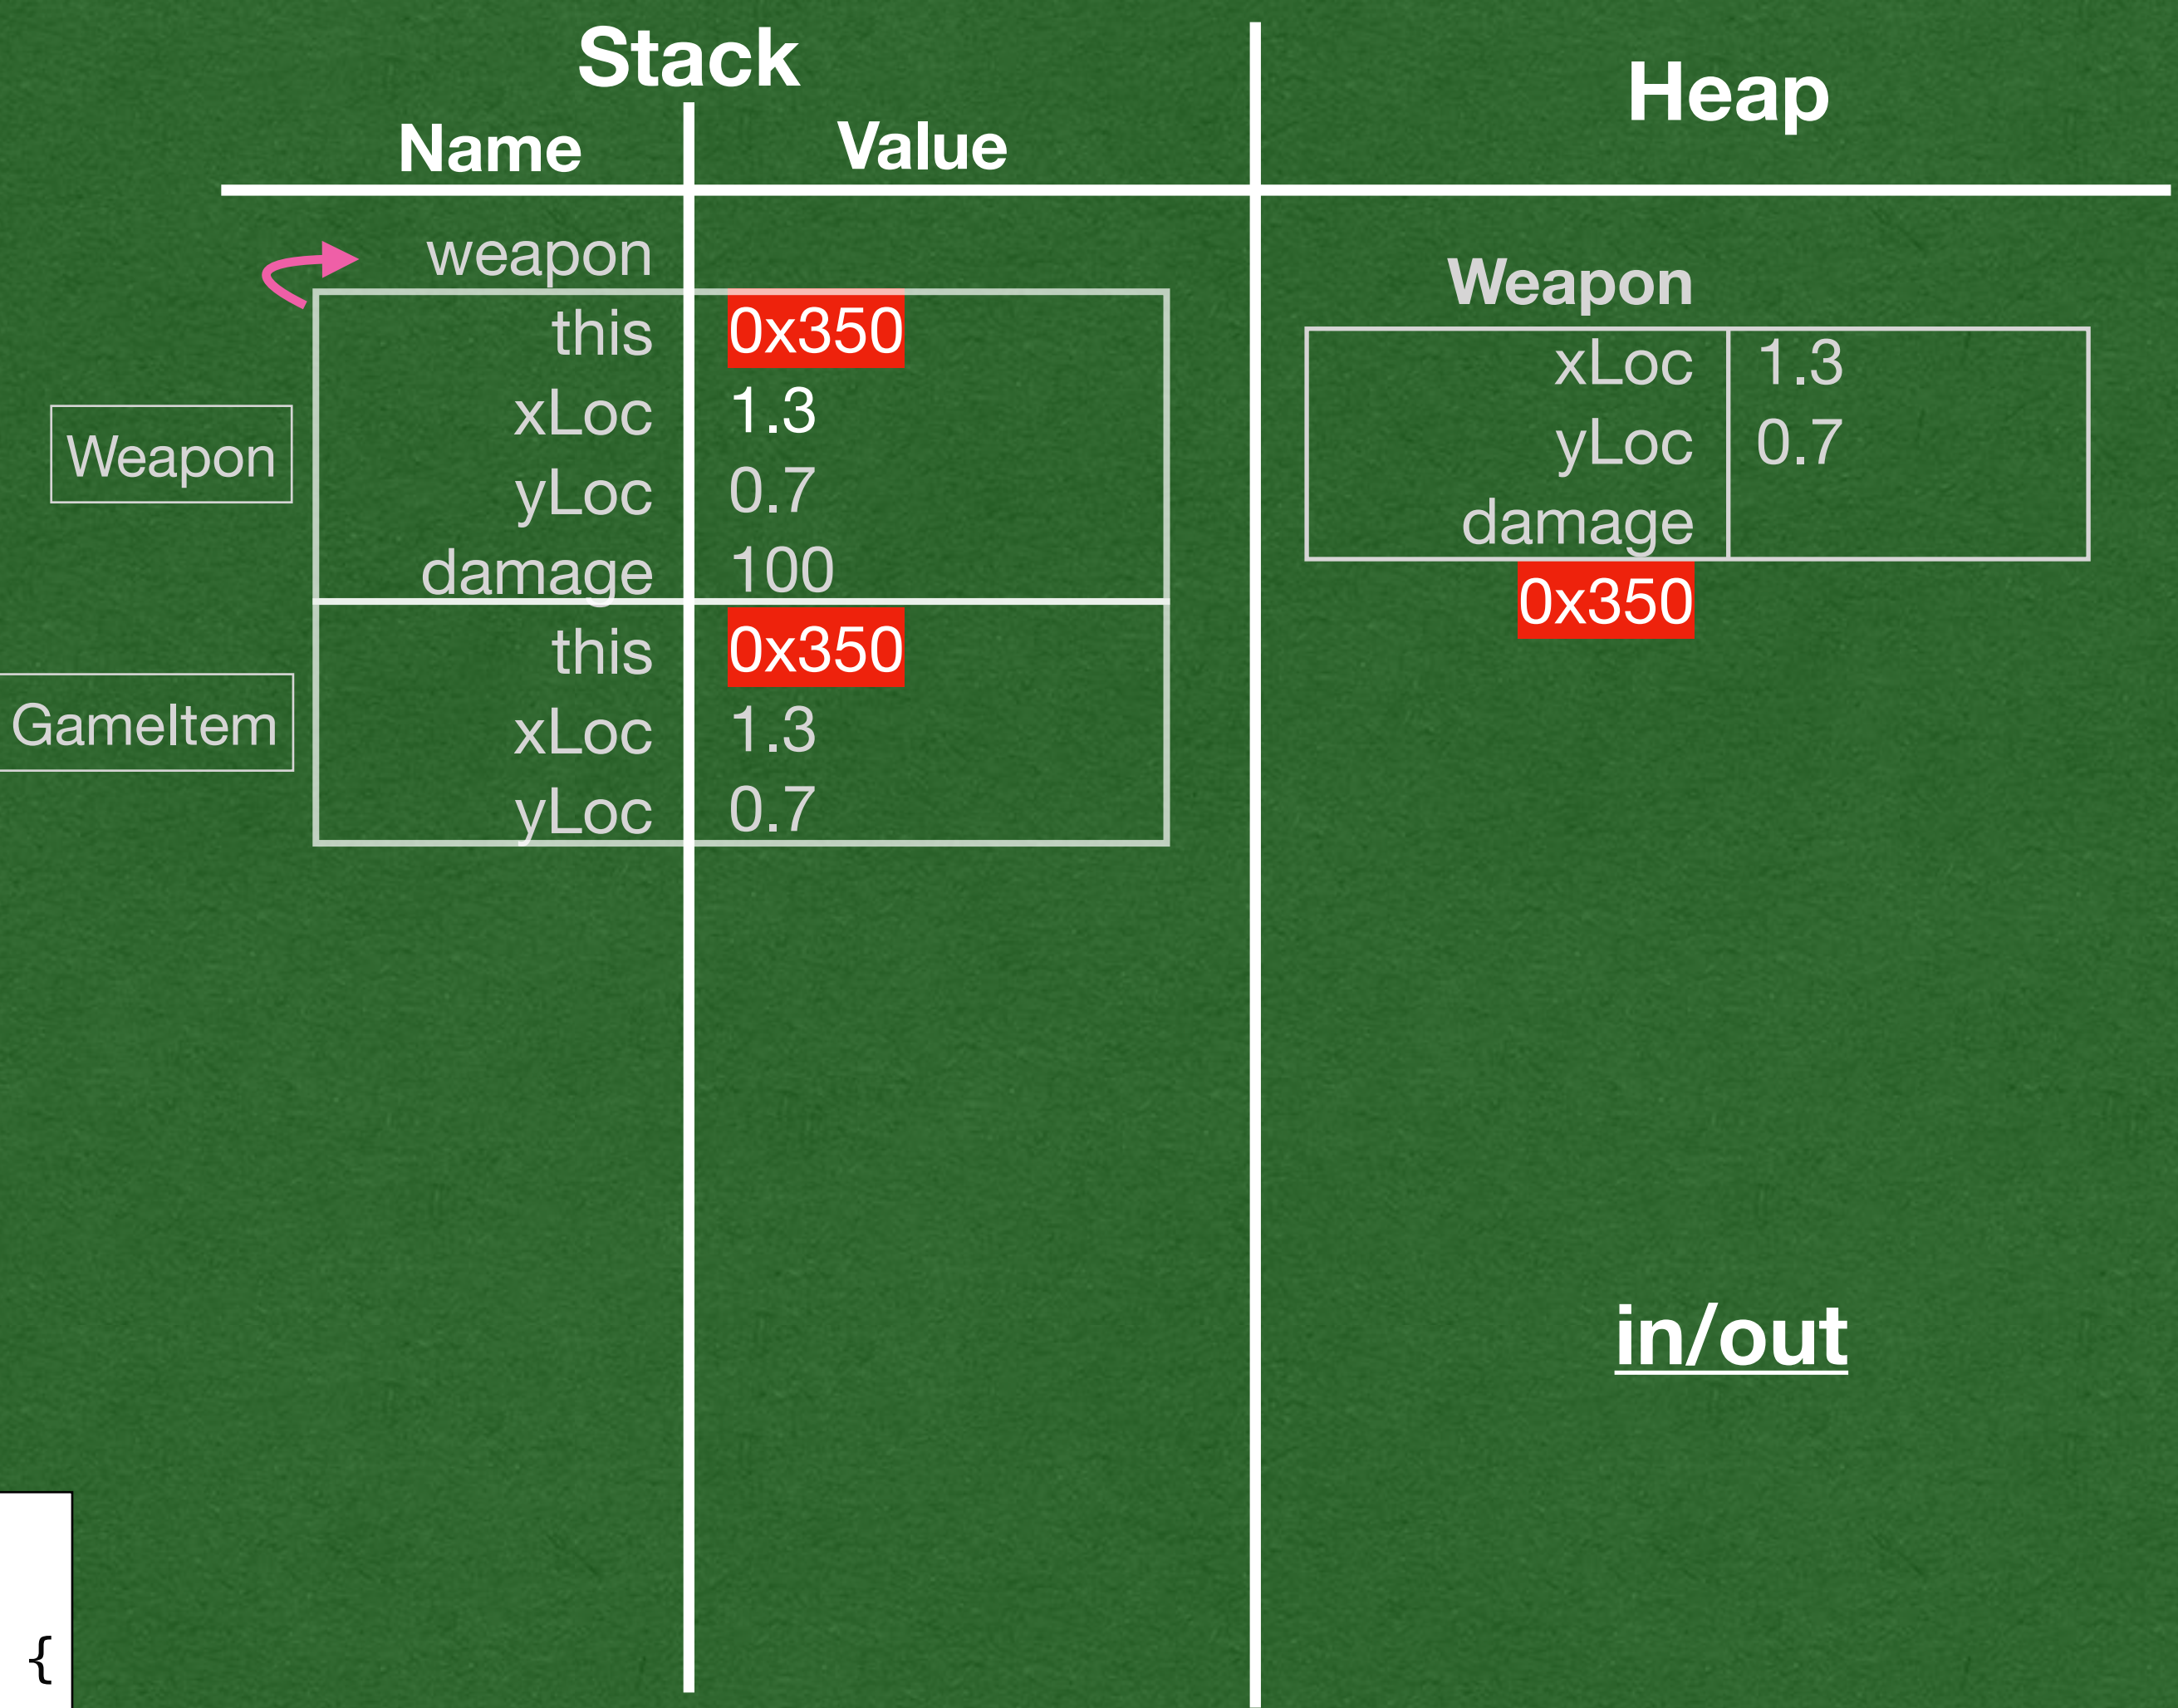 Stack
Heap
Name Value
weapon
this 0x350
xLoc 1.3
yLoc 0.7
damage 100
this 0x350
xLoc 1.3
yLoc 0.7
Weapon
GameItem
Weapon
xLoc 1.3
yLoc 0.7
damage
0x350
in/out
{